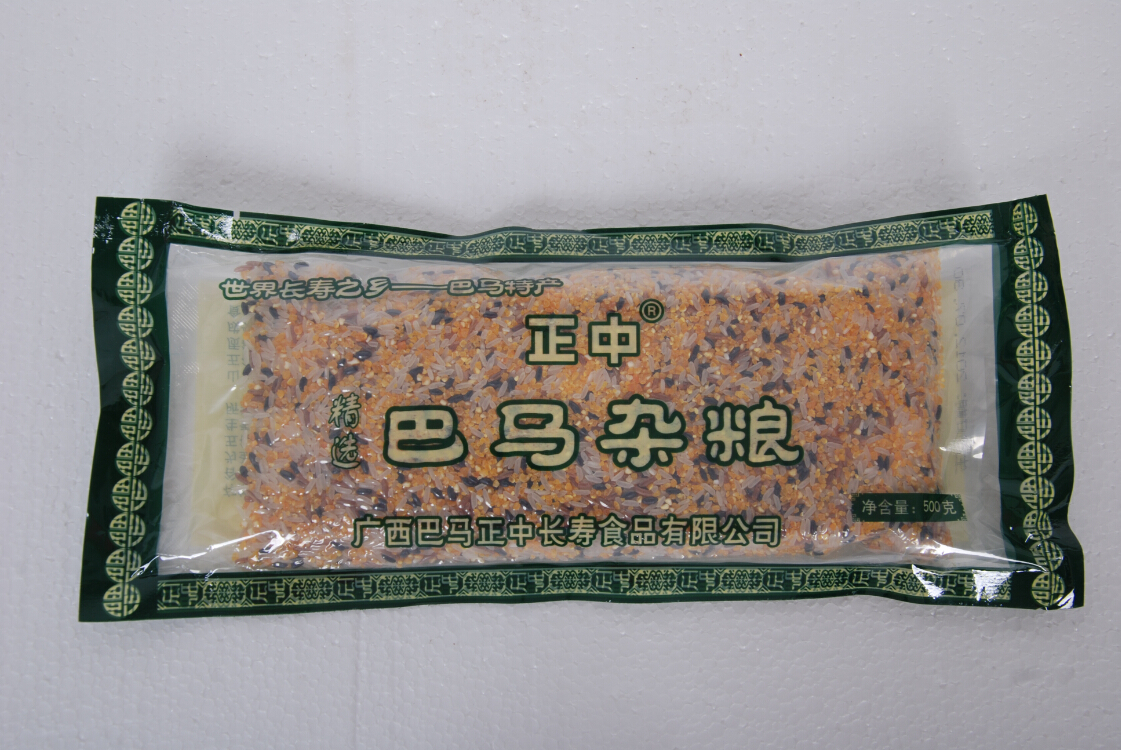 世界长寿之乡——巴马特产
正中®
精选
巴马杂粮
净含量：500克
广西巴马正中长寿食品有限公司